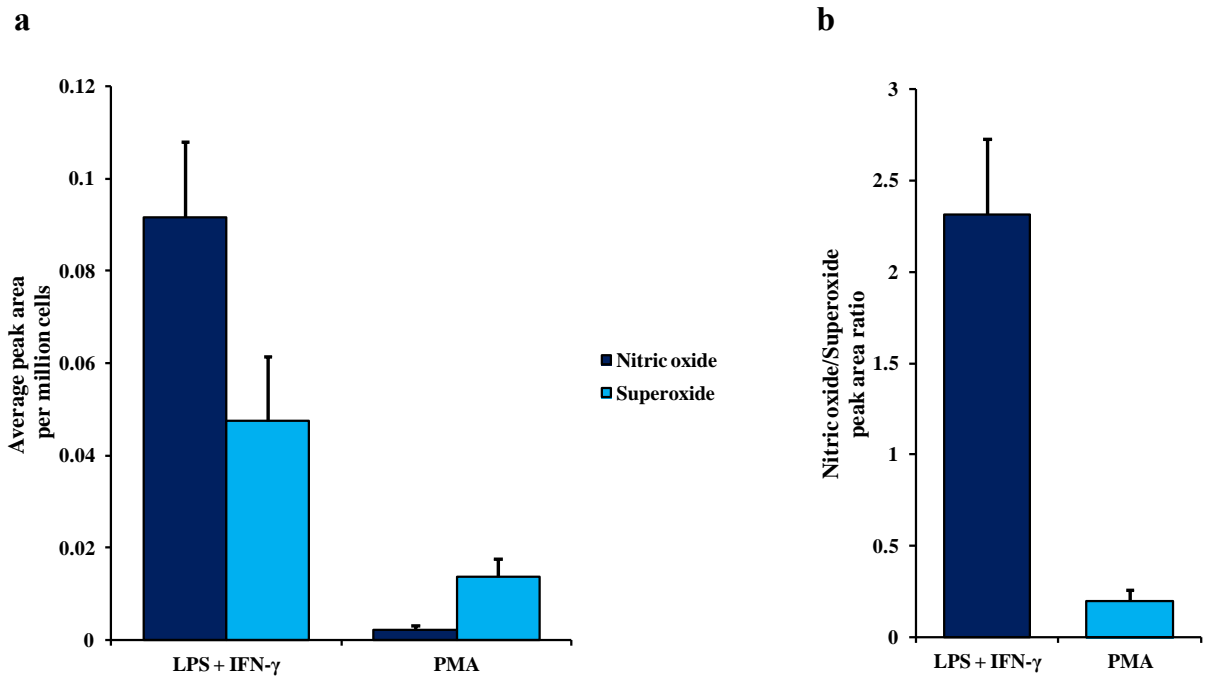 a
0.12
0.1
0.08
0.06
0.04
0.02
0
Average peak area
per million cells
LPS + IFN-γ
PMA
Nitric oxide
Superoxide
b
3
2.5
2
1.5
1
0.5
0
Nitric oxide/Superoxide
peak area ratio
LPS + IFN-γ
PMA